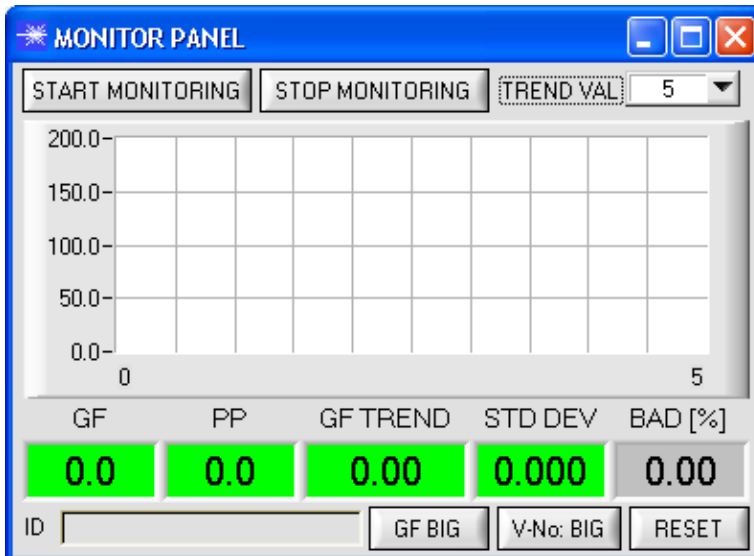 MONITOR PANEL
START MONITORING STOP MONITORING TREND VAL 5
200.0
150.0
100.0
50.0
0.0
0 5
GF PP GF TREND STD DEV BAD [%]
0.0 0.0 0.00 0.000 0.00
ID GF BIG V-No: BIG RESET